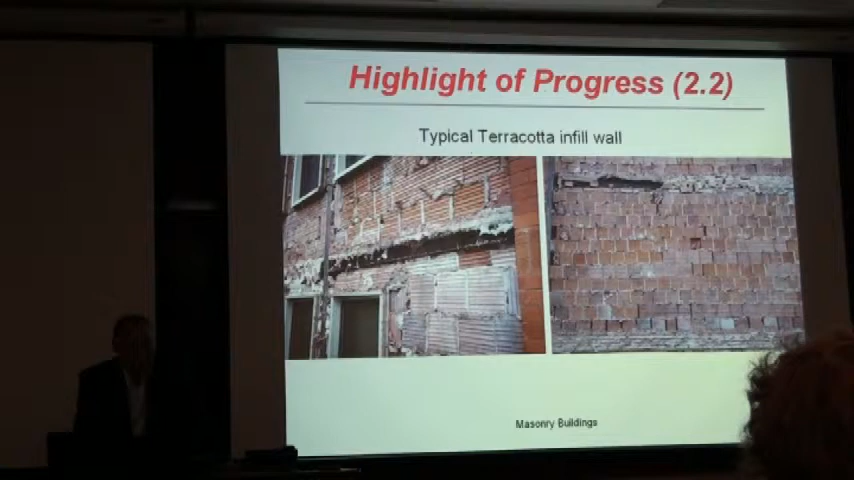 Highlight of Progress (2.2)
Typical Terracotta infill wall
Masonry Buildings